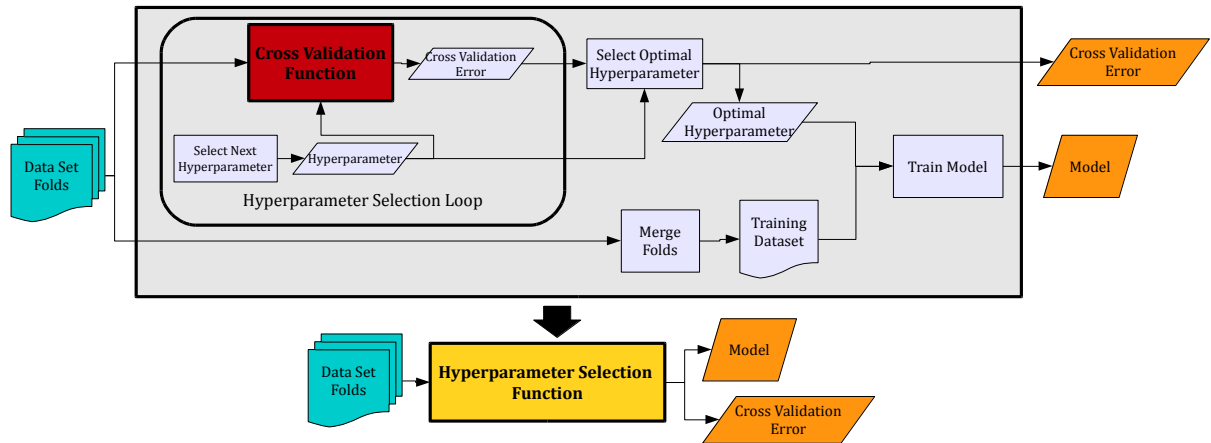 Cross Validation
Function
Cross Validation
Error
Select Optimal
Hyperparameter
Cross Validation
Error
Optimal
Hyperparameter
Select Next
Hyperparameter
Hyperparameter
Data Set
Folds
Train Model
Model
Hyperparameter Selection Loop
Merge
Folds
Training
Dataset
Data Set
Folds
Hyperparameter Selection
Function
Model
Cross Validation
Error